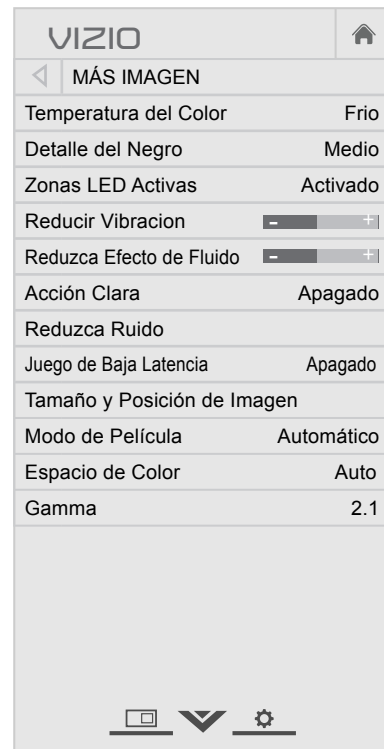 VIZIO
MÁS IMAGEN
Temperatura del Color Frio
Detalle del Negro Medio
Zonas LED Activas Activado
Reducir Vibracion - +
Reduzca Efecto de Fluido - +
Acción Clara Apagado
Reduzca Ruido
Juego de Baja Latencia Apagado
Tamaño y Posición de Imagen
Modo de Película Automático
Espacio de Color Auto
Gamma 2.1